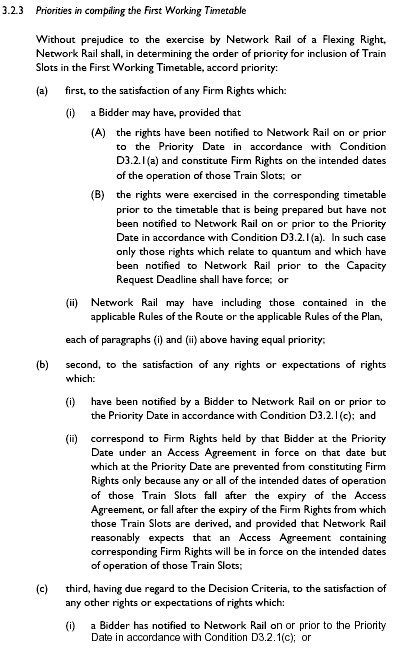 3.2.3 Priorities in compiling the First Working Timetable
Without prejudice to the exercise by Network Rail of a Flexing Right,
Network Rail shall, in determining the order of priority for inclusion of Train
Slots in the First Working Timetable, accord priority:
(a) first, to the satisfaction of any Firm Rights which:
(i) a Bidder may have, provided that
(A) the rights have been notified to Network Rail on or prior
to the Priority Date in accordance with Condition
D3.2.1(a) and constitute Firm Rights on the intended dates
of the operation of those Train Slots; or
(B) the rights were exercised in the corresponding timetable
prior to the timetable that is being prepared but have not
been notified to Network Rail on or prior to the Priority
Date in accordance with Condition D3.2.1(a). In such case
only those rights which relate to quantum and which have
been notified to Network Rail prior to the Capacity
Request Deadline shall have force; or
(ii) Network Rail may have including those contained in the
applicable Rules of the Route or the applicable Rules of the Plan,
each of paragraphs (i) and (ii) above having equal priority;
(b) second, to the satisfaction of any rights or expectations of rights
which:
(i) have been notified by a Bidder to Network Rail on or prior to
the Priority Date in accordance with Condition D3.2.1(c); and
(ii) correspond to Firm Rights held by that Bidder at the Priority
Date under an Access Agreement in force on that date but
which at the Priority Date are prevented from constituting Firm
Rights only because any or all of the intended dates of operation
of those Train Slots fall after the expiry of the Access
Agreement, or fall after the expiry of the Firm Rights from which
those Train Slots are derived, and provided that Network Rail
reasonably expects that an Access Agreement containing
corresponding Firm Rights will be in force on the intended dates
of operation of those Train Slots;
(c) third, having due regard to the Decision Criteria, to the satisfaction of
any other rights or expectations of rights which:
(i) a Bidder has notified to Network Rail on or prior to the Priority
Date in accordance with Condition D3.2.1(c); or